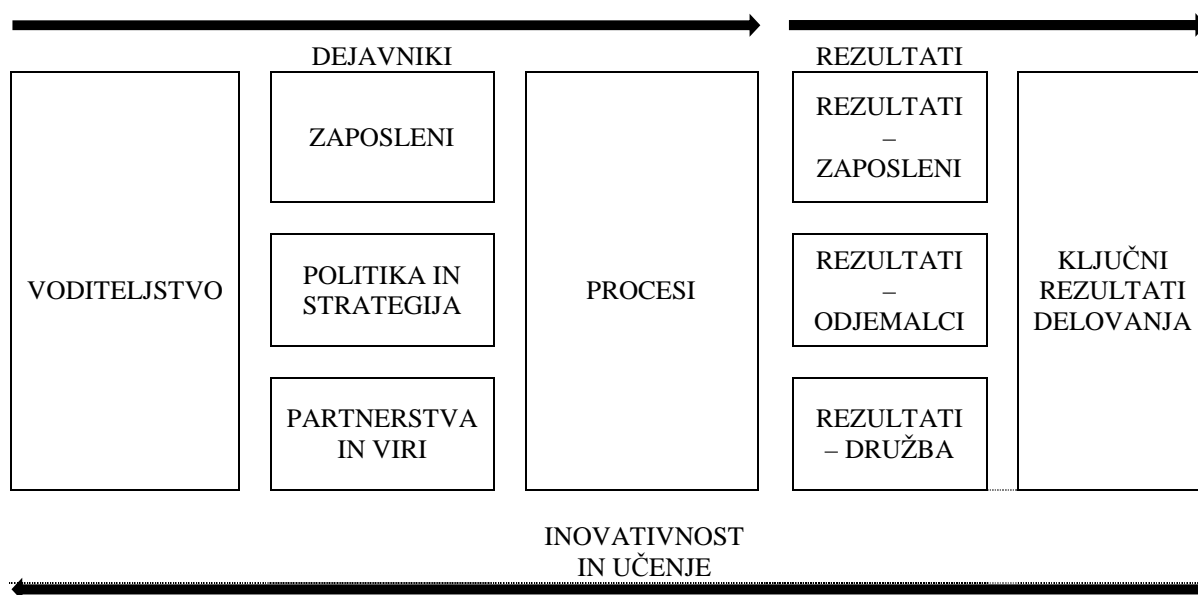 DEJAVNIKI
REZULTATI
VODITELJSTVO
ZAPOSLENI
POLITIKA IN
STRATEGIJA
PARTNERSTVA
IN VIRI
PROCESI
REZULTATI
–
ZAPOSLENI
REZULTATI
–
ODJEMALCI
REZULTATI
– DRUŽBA
KLJUČNI
REZULTATI
DELOVANJA
INOVATIVNOST
IN UČENJE